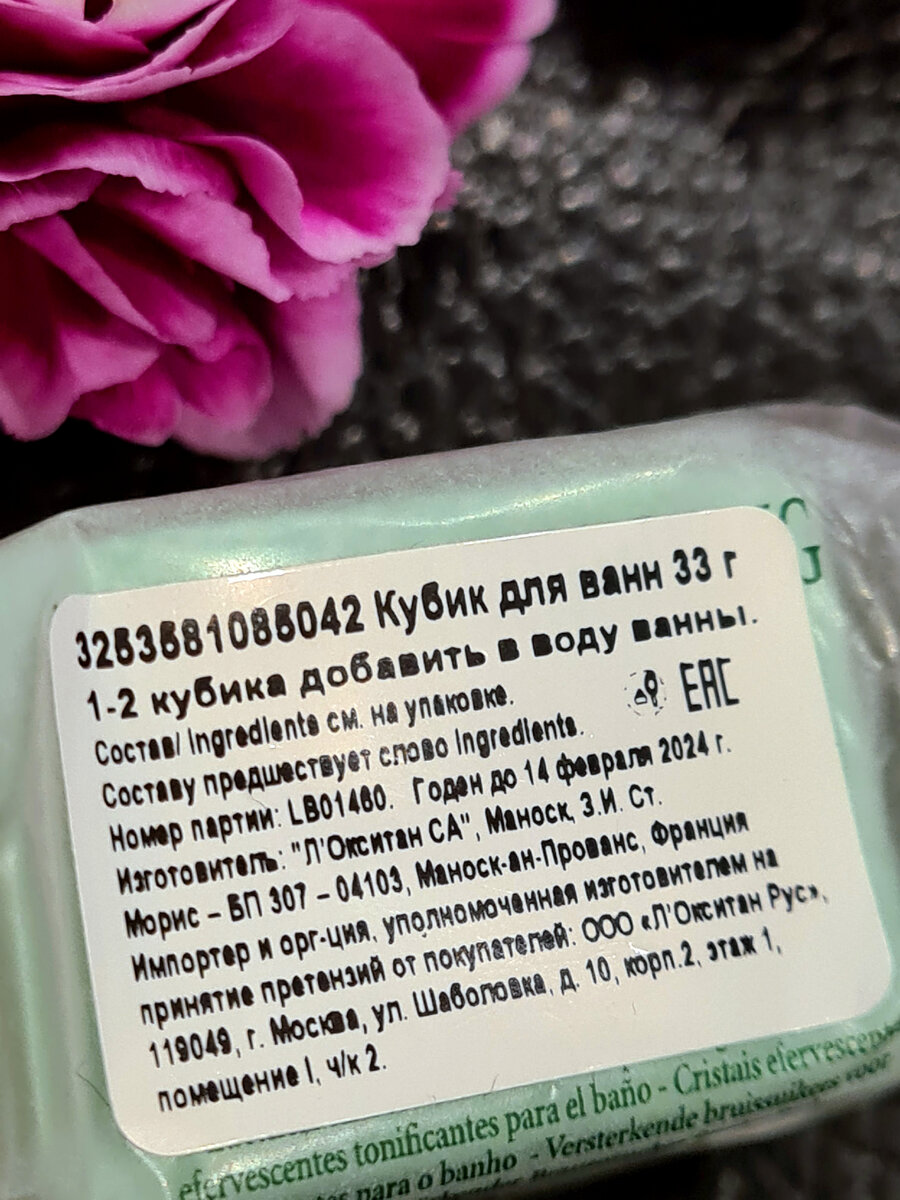 3253581085042 Кубик для ванн 33 г
1-2 кубика добавить в воду ванны.
Состав/ Ingredients см. на упаковке.
Составу предшествует слово Ingredients.
EAC
Номер партии: LB01460. Годен до 14 февраля 2024 г.
Изготовитель: "Л'Окситан СА", Маноск, З.И. Ст.
Морис – БП 307 – 04103, Маноск-ан-Прованс, Франция
Импортер и орг-ция, уполномоченная изготовителем на
принятие претензий от покупателей: ООО «Л'Окситан Рус»,
119049, г. Москва, ул. Шаболовка, д. 10, корп.2, этаж 1,
помещение I, ч/к 2.
efervescentes tonificantes para el baño - Cristais efervescentes
para o banho - Versterkende bruissuikers voor